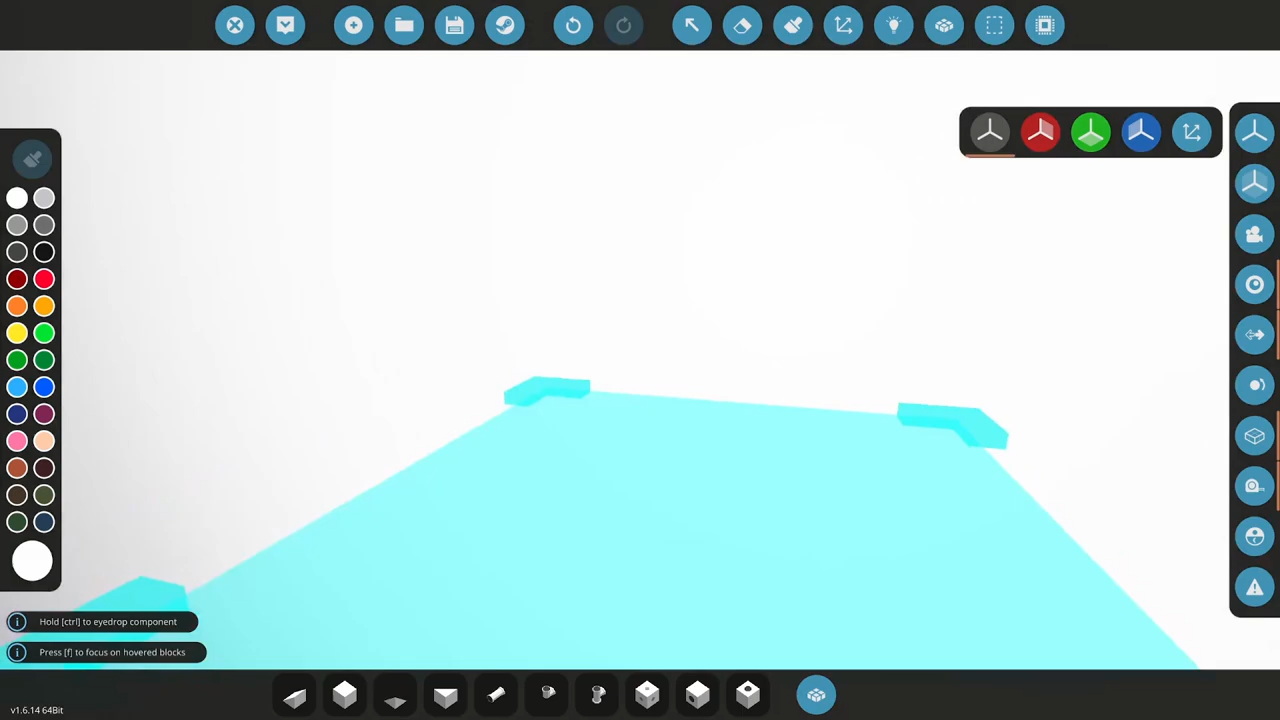 Hold [ctrl] to eyedrop component
Press [f] to focus on hovered blocks
v1.6.14 64Bit